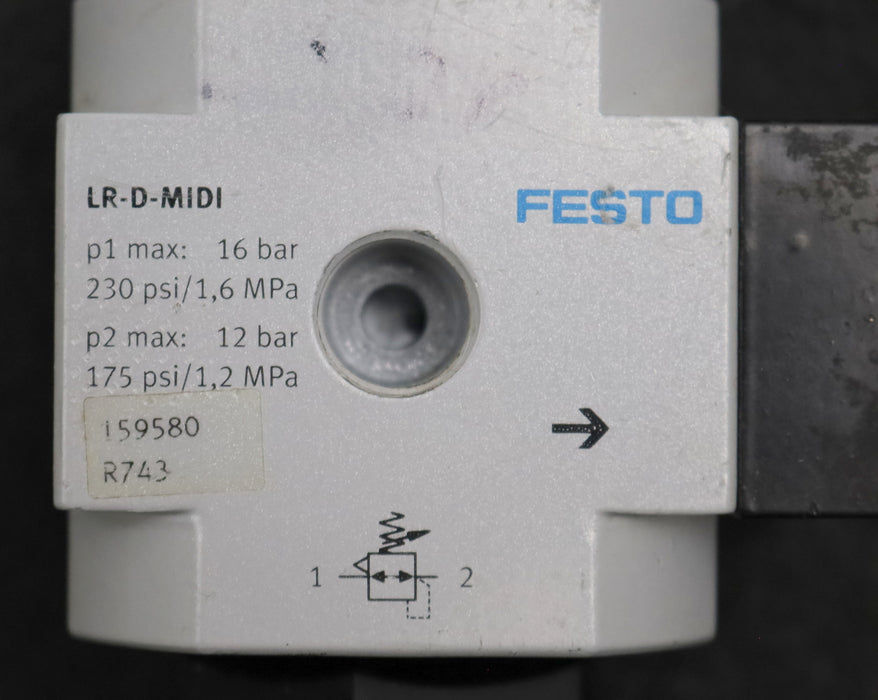 LR-D-MIDI
FESTO
p1 max: 16 bar
230 psi/1,6 MPa
p2 max: 12 bar
175 psi/1,2 MPa
159580
R743
1 2